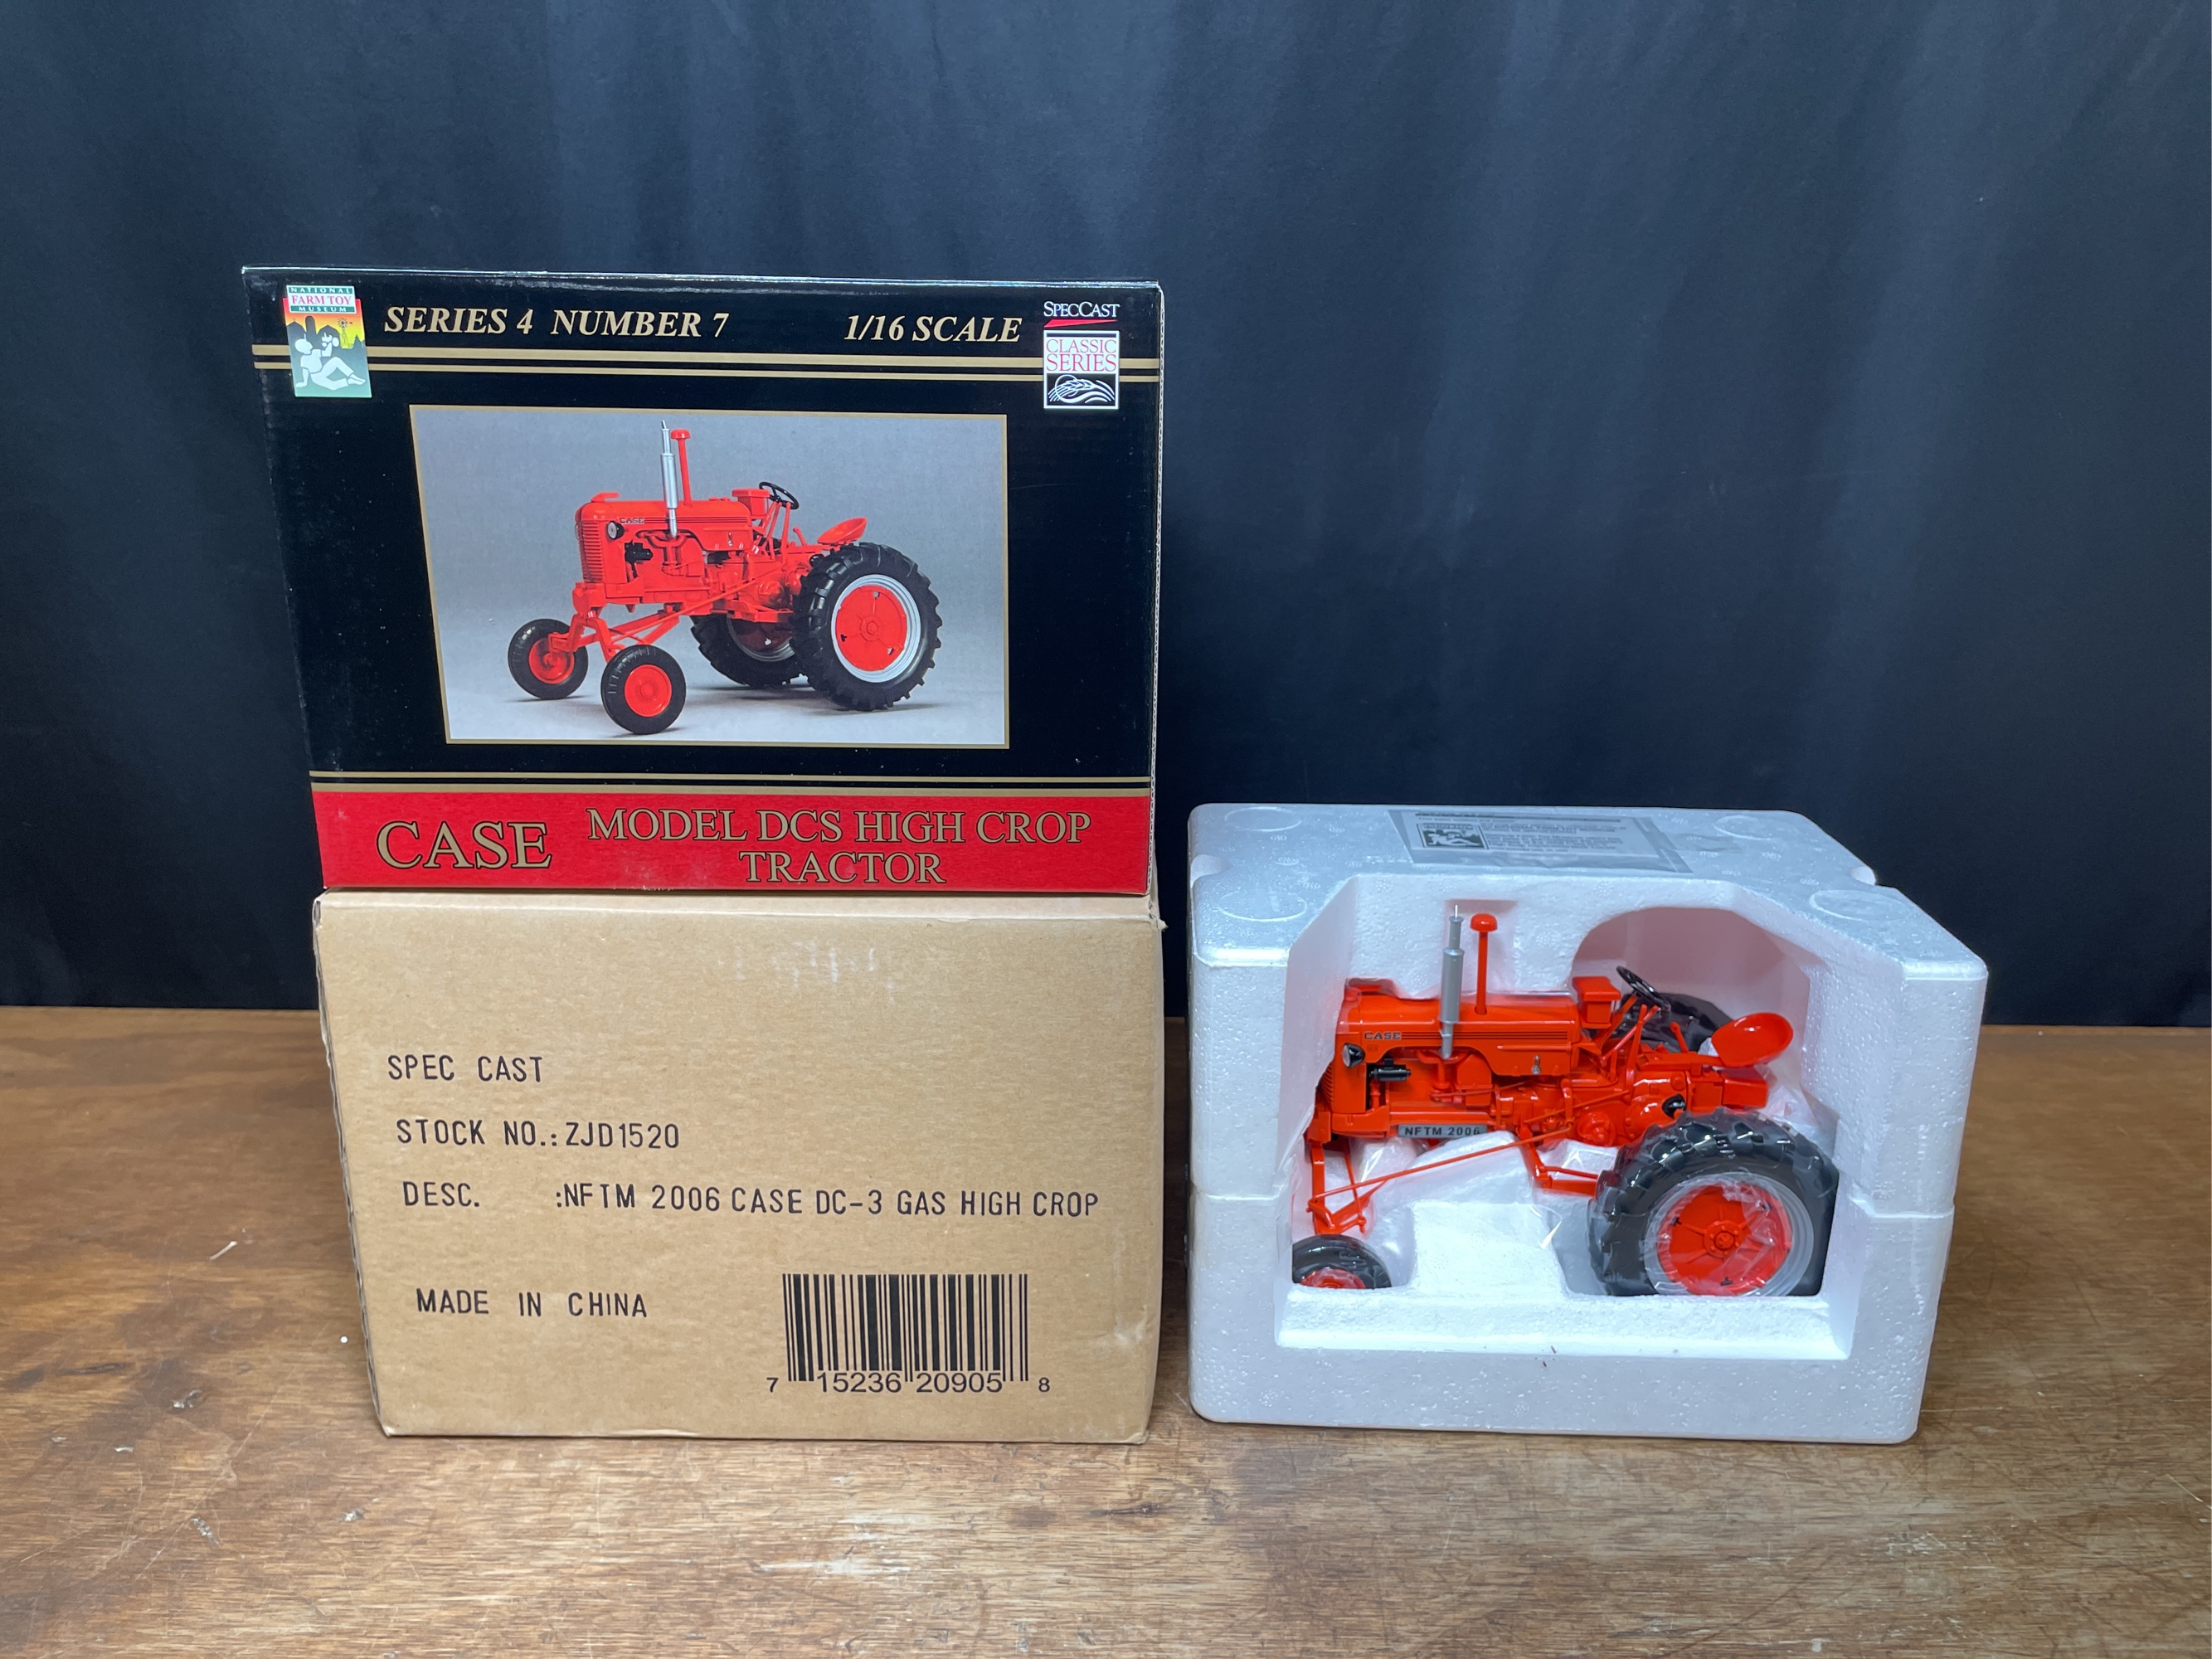 NATIONAL
FARM TOY
MUSEUM
SERIES 4 NUMBER 7
1/16 SCALE
SPECCAST
CLASSIC
SERIES
CASE
CASE
MODEL DCS HIGH CROP
TRACTOR
SPEC CAST
STOCK NO.: ZJD1520
DESC. :NFTM 2006 CASE DC-3 GAS HIGH CROP
MADE IN CHINA
7 15236 20905 8
CASE
NFTM 2006